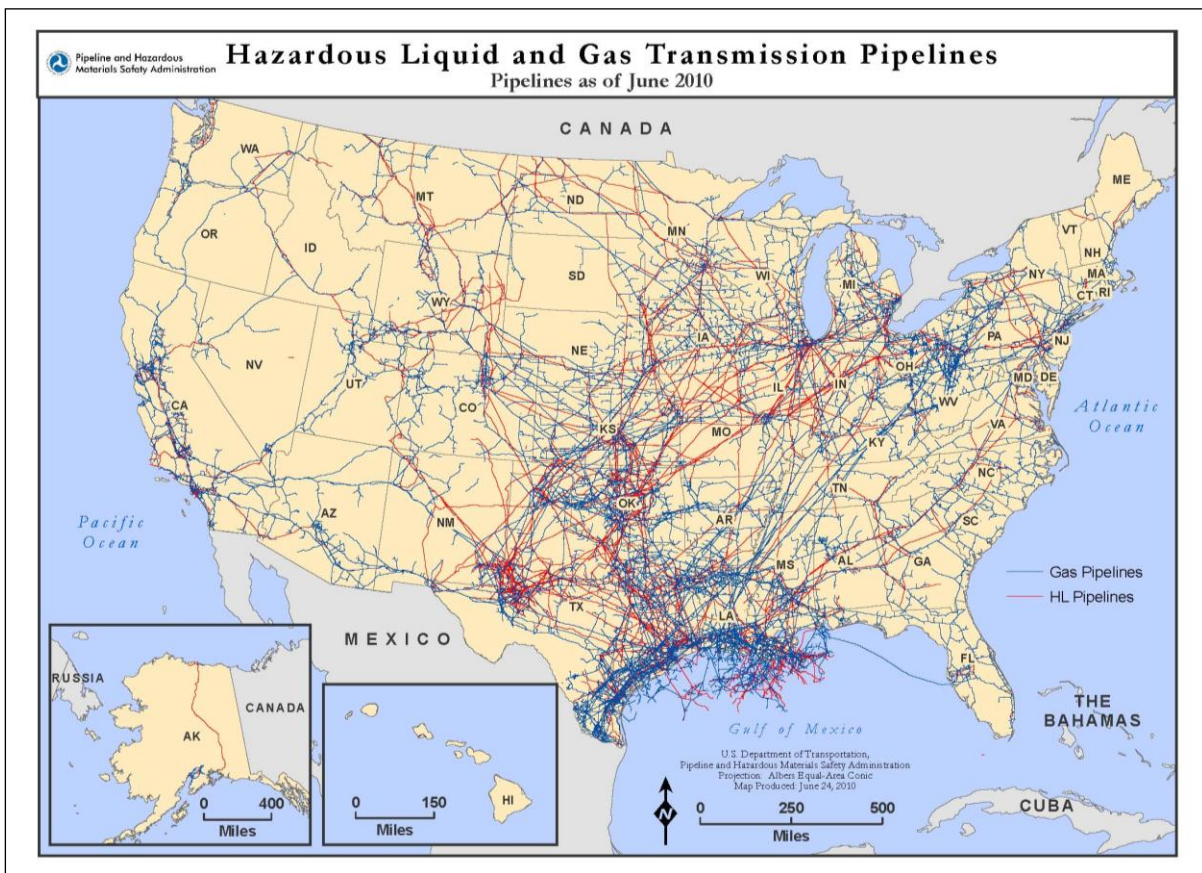 Pipeline and Hazardous
Materials Safety Administration
Hazardous Liquid and Gas Transmission Pipelines
Pipelines as of June 2010
CANADA
WA
MT
ND
ME
OR
ID
MN
VT
NH
SD
WI
MI
NY
MA
CT
RI
WY
IA
PA
NE
NJ
OH
NV
UT
IL
IN
MD
DE
CO
WV
CA
KS
MO
VA
KY
Atlantic
Ocean
NC
TN
OK
AZ
NM
AR
SC
Pacific
Ocean
MS
AL
GA
Gas Pipelines
HL Pipelines
TX
LA
MEXICO
FL
RUSSIA
CANADA
AK
THE
BAHAMAS
Gulf of Mexico
U.S. Department of Transportation,
Pipeline and Hazardous Materials Safety Administration
Projection: Albers Equal-Area Conic
Map Produced: June 24, 2010
HI
0 400
Miles
0 150
Miles
N
0 250 500
Miles
CUBA